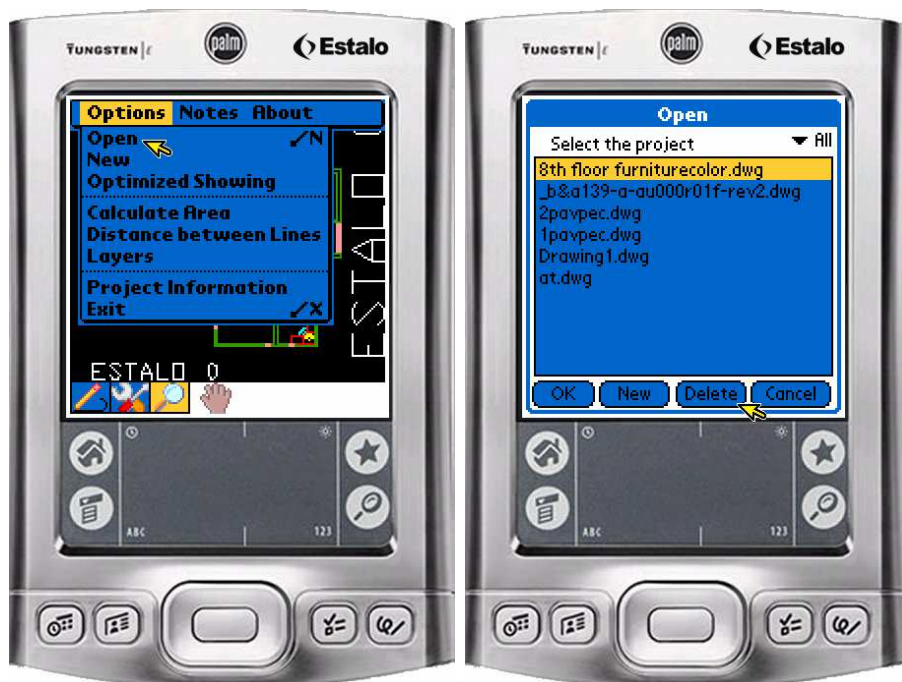 TUNGSTEN | E palm Estalo
Options Notes About
Open /N
New
Optimized Showing
Calculate Area
Distance between Lines
Layers
Project Information
Exit /X
ESTALO
ESTALO 0
ABC 123
TUNGSTEN | E palm Estalo
Open
Select the project All
8th floor furniturecolor.dwg
_b&a139-a-au000r01f-rev2.dwg
2pavpec.dwg
1pavpec.dwg
Drawing1.dwg
at.dwg
OK New Delete Cancel
ABC 123